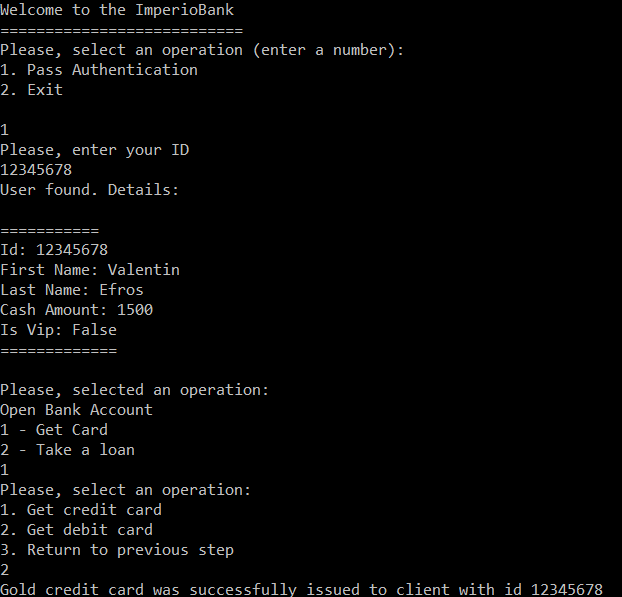 Welcome to the ImperioBank
===========================
Please, select an operation (enter a number):
1. Pass Authentication
2. Exit
1
Please, enter your ID
12345678
User found. Details:
===========
Id: 12345678
First Name: Valentin
Last Name: Efros
Cash Amount: 1500
Is Vip: False
=============
Please, selected an operation:
Open Bank Account
1 - Get Card
2 - Take a loan
1
Please, select an operation:
1. Get credit card
2. Get debit card
3. Return to previous step
2
Gold credit card was successfully issued to client with id 12345678